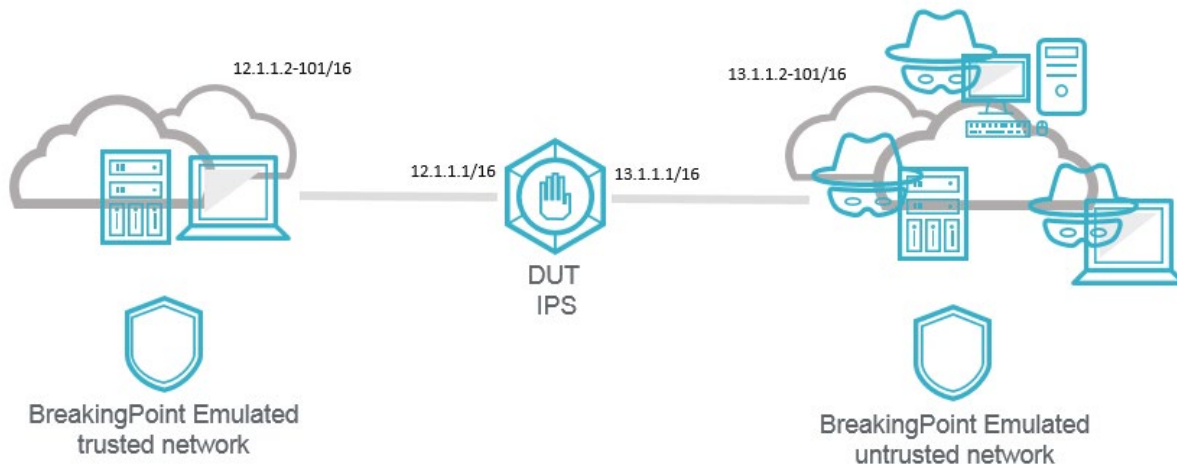 12.1.1.2-101/16
13.1.1.2-101/16
12.1.1.1/16
13.1.1.1/16
DUT
IPS
BreakingPoint Emulated
trusted network
BreakingPoint Emulated
untrusted network